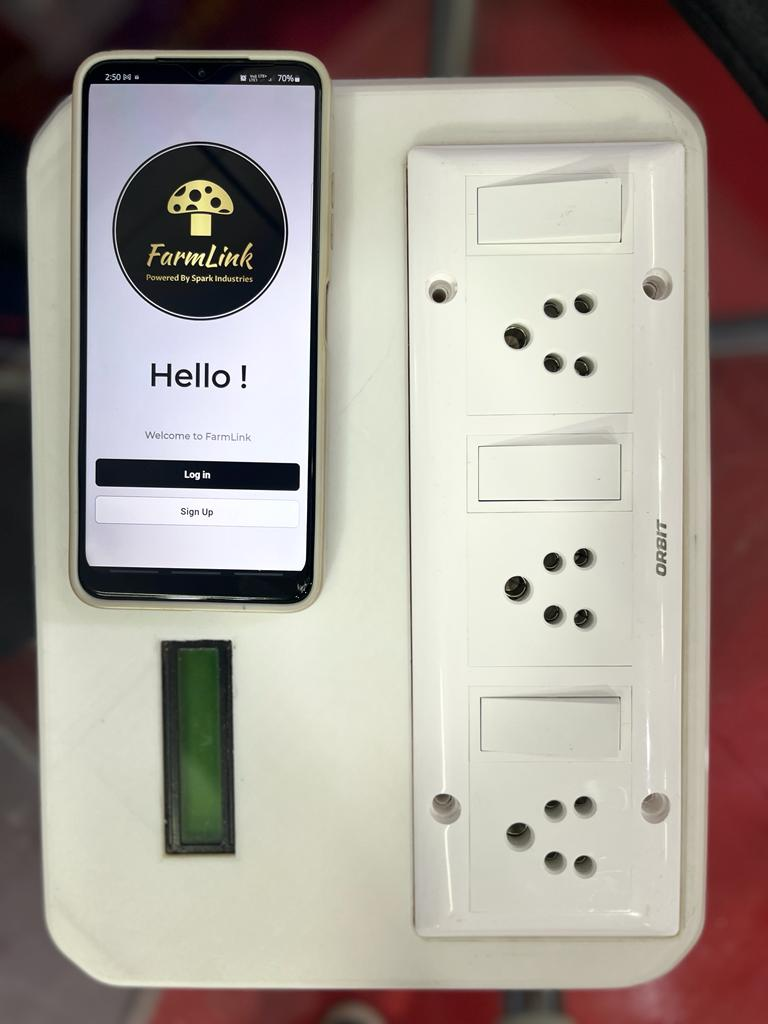 2:50
70%
FarmLink
Powered By Spark Industries
Hello !
Welcome to FarmLink
Log in
Sign Up
ORBIT